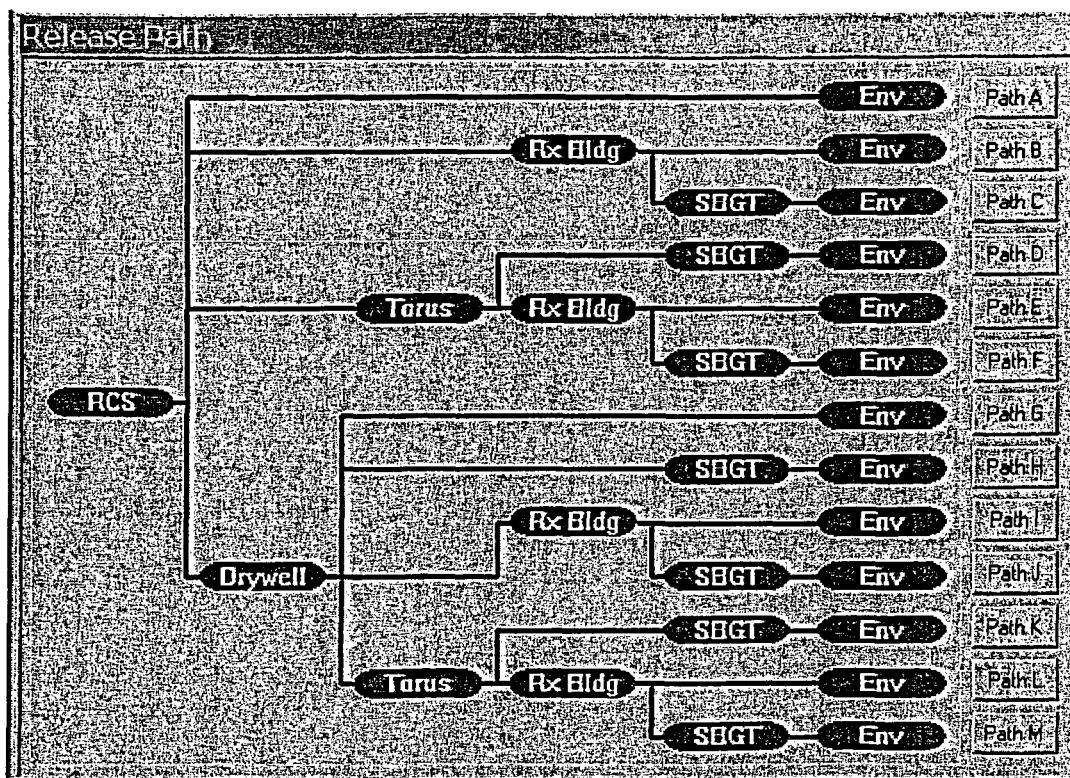 Release Path
Env Path A
Rx Bldg Env Path B
SBGT Env Path C
SBGT Env Path D
Torus Rx Bldg Env Path E
SBGT Env Path F
RCS Env Path G
SBGT Env Path H
Rx Bldg Env Path I
Drywell SBGT Env Path J
SBGT Env Path K
Torus Rx Bldg Env Path L
SBGT Env Path M